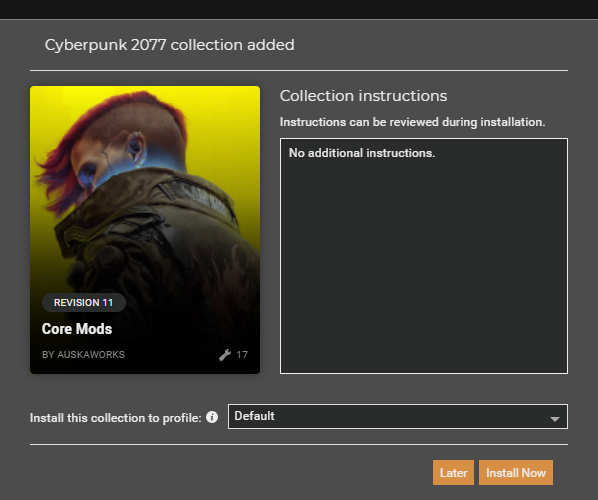 Cyberpunk 2077 collection added
Collection instructions
Instructions can be reviewed during installation.
No additional instructions.
REVISION 11
Core Mods
BY AUSKAWORKS
17
Install this collection to profile:
Default
Later
Install Now